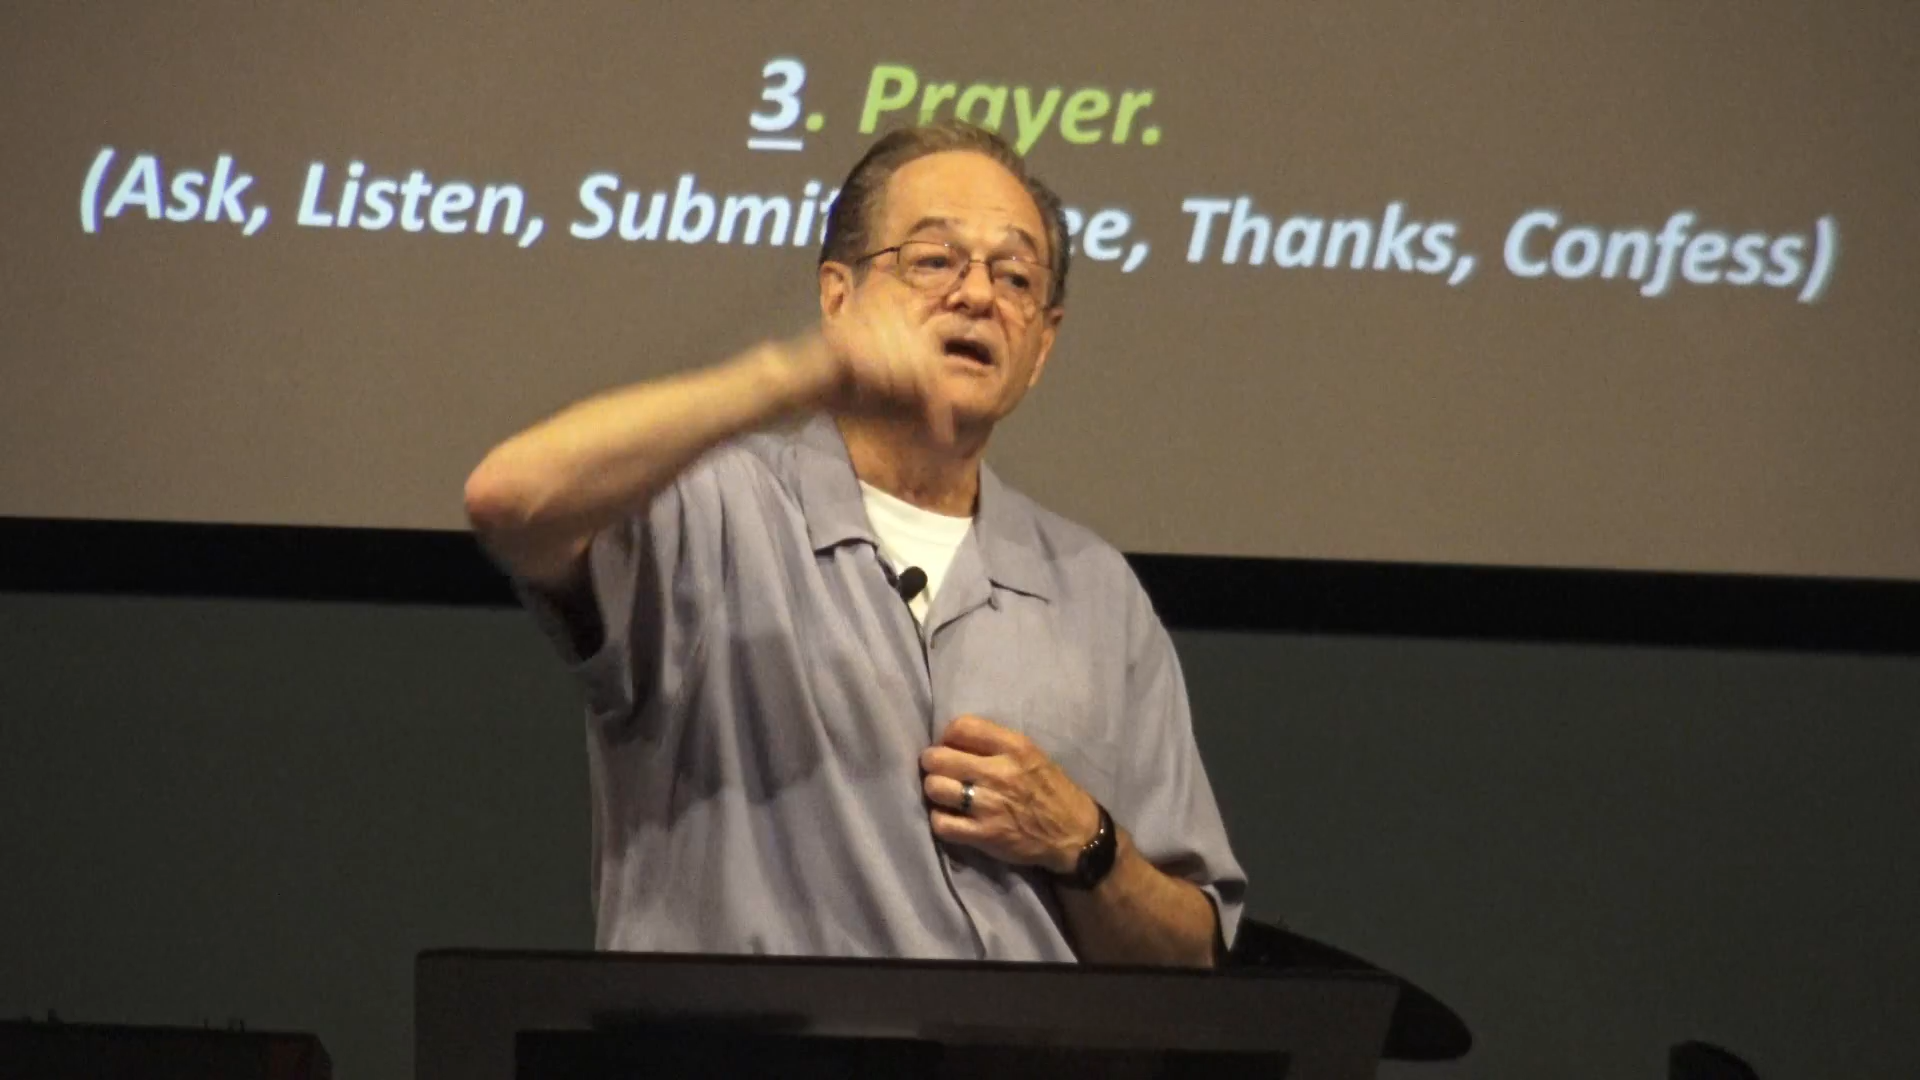 3. Prayer.
(Ask, Listen, Submit Thanks, Confess)